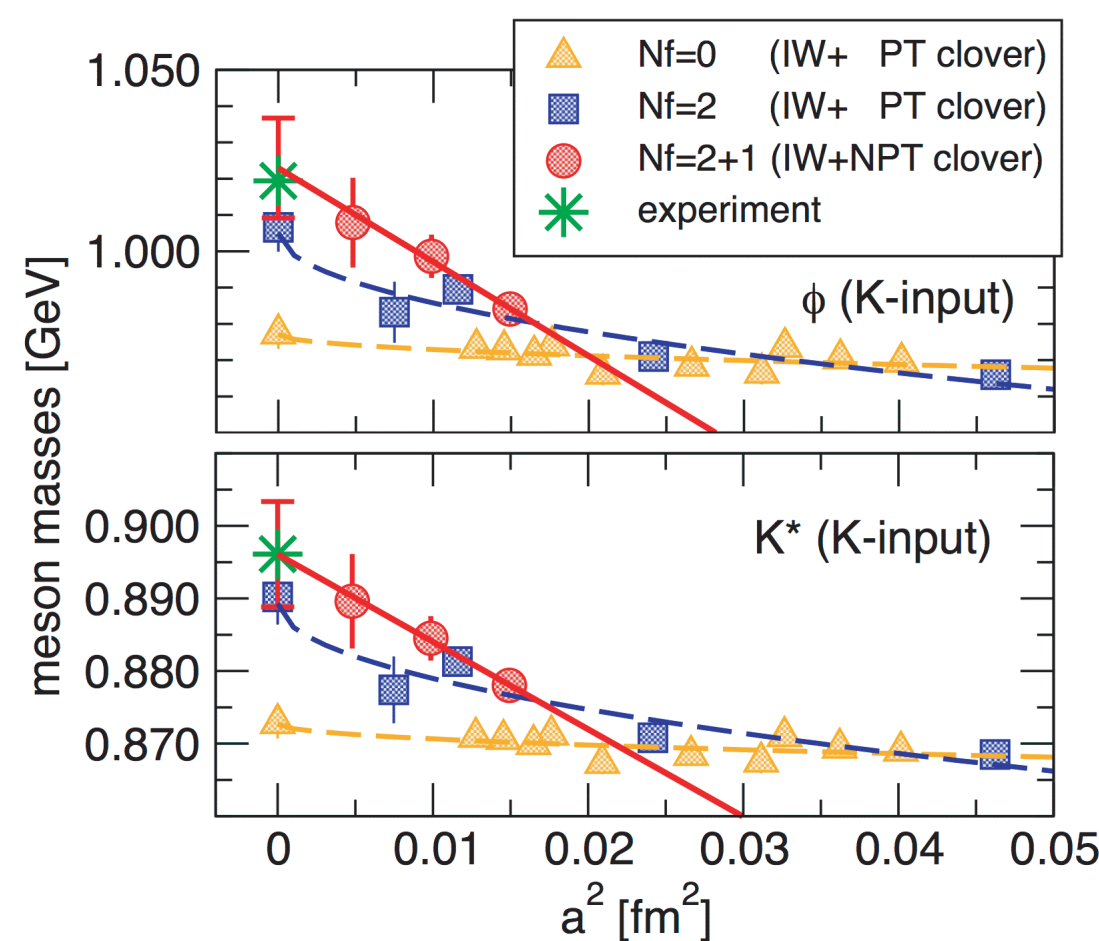 Nf=0 (IW+ PT clover)
Nf=2 (IW+ PT clover)
Nf=2+1 (IW+NPT clover)
experiment
1.050
1.000
ϕ (K-input)
meson masses [GeV]
0.900
0.890
0.880
0.870
K* (K-input)
0 0.01 0.02 0.03 0.04 0.05
a² [fm²]